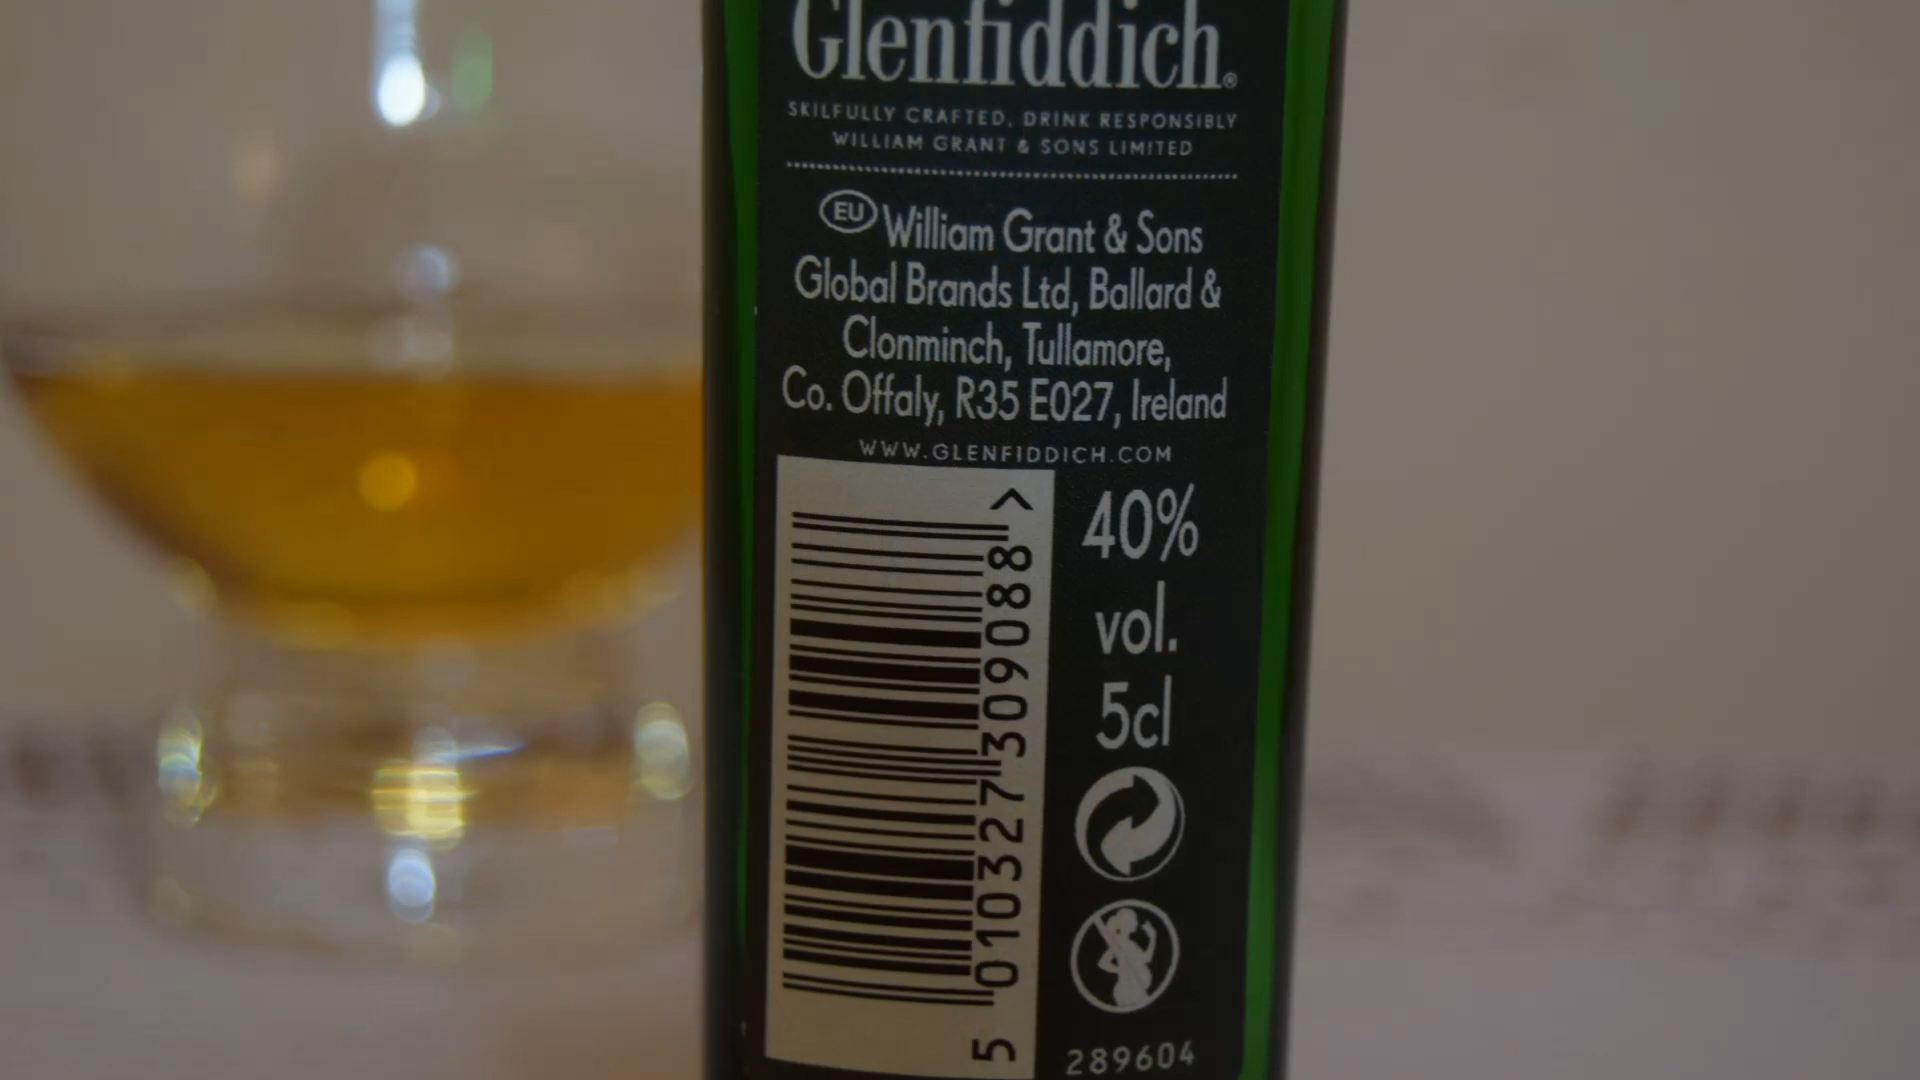 Glenfiddich®
SKILFULLY CRAFTED. DRINK RESPONSIBLY
WILLIAM GRANT & SONS LIMITED
EU William Grant & Sons
Global Brands Ltd, Ballard &
Clonminch, Tullamore,
Co. Offaly, R35 E027, Ireland
WWW.GLENFIDDICH.COM
5 010327 309088 >
40%
vol.
5cl
289604